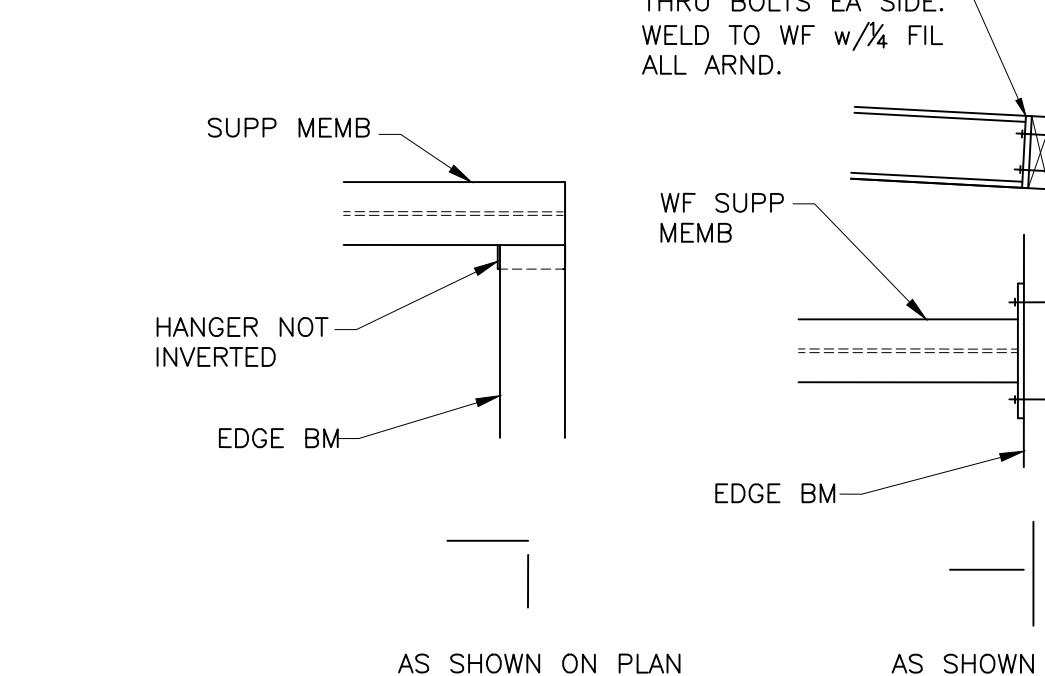 THRU BOLTS EA SIDE.
WELD TO WF w/¼ FIL
ALL ARND.
SUPP MEMB
WF SUPP
MEMB
HANGER NOT
INVERTED
EDGE BM
EDGE BM
AS SHOWN ON PLAN
AS SHOWN